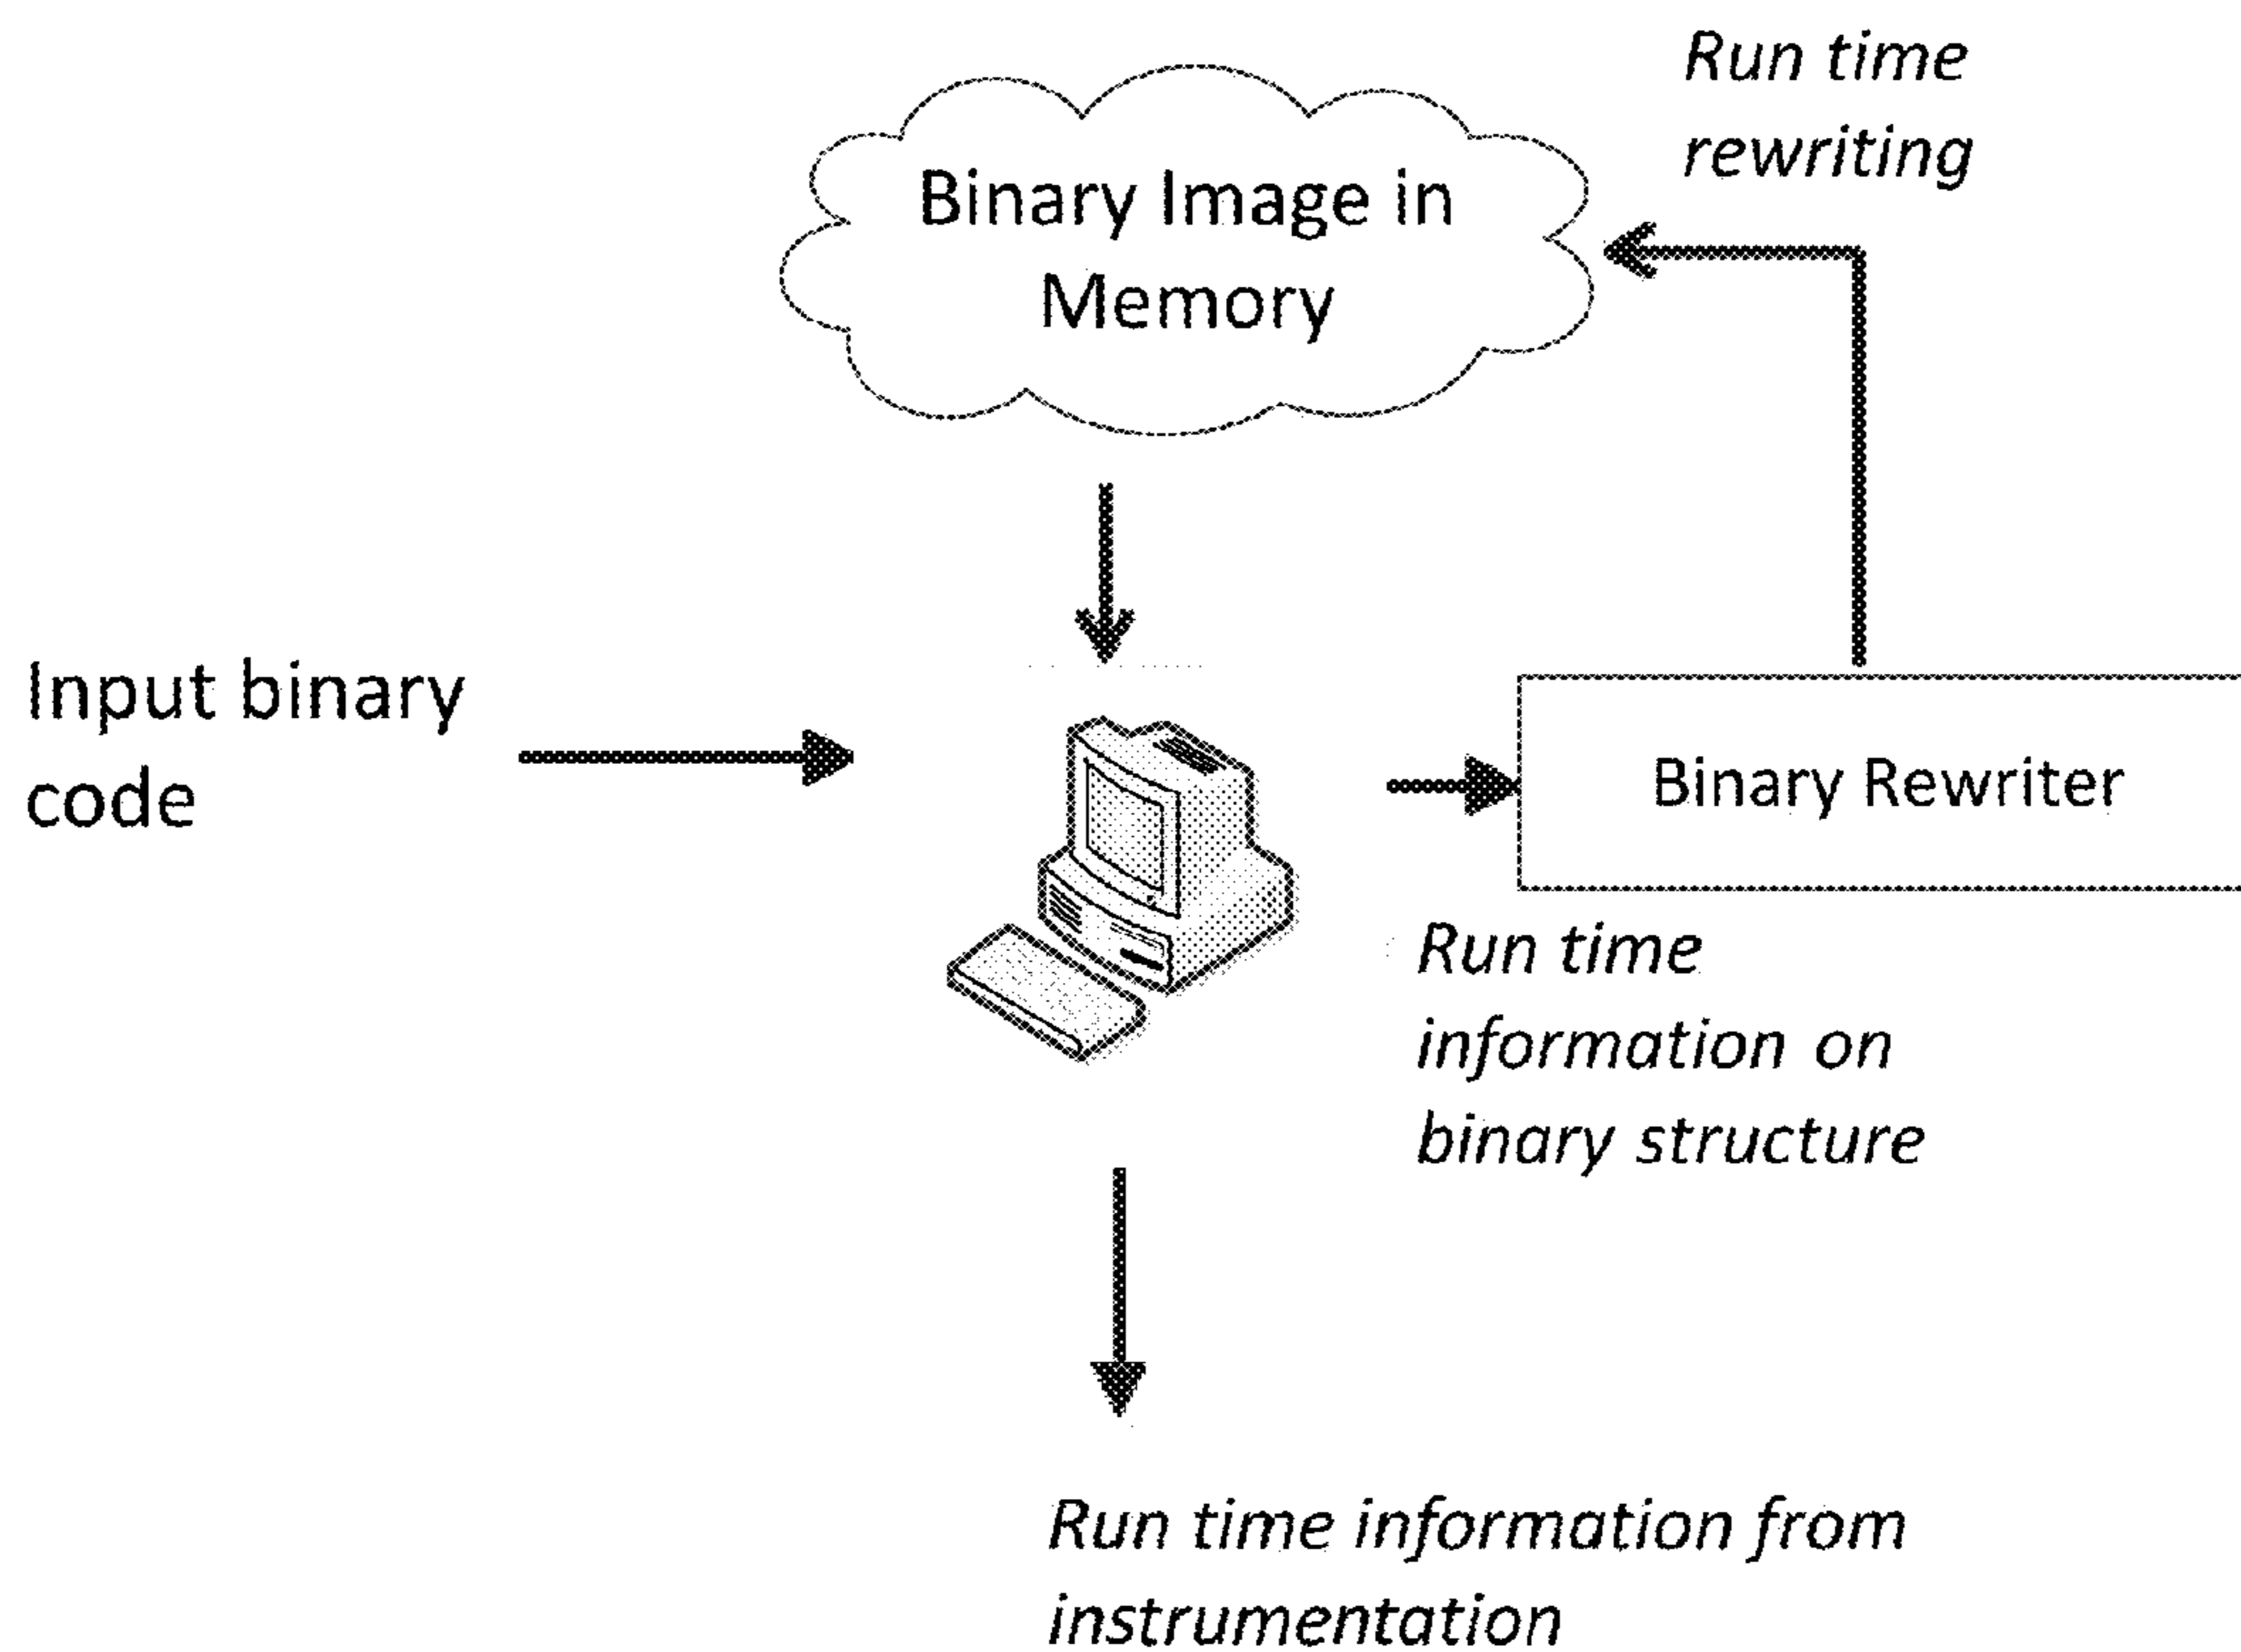 Run time
rewriting
Binary Image in
Memory
Input binary
code
Binary Rewriter
Run time
information on
binary structure
Run time information from
instrumentation